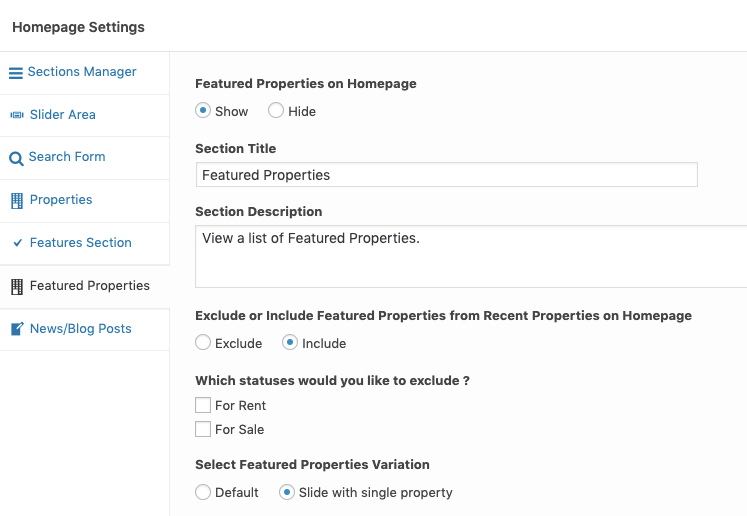 Homepage Settings
Sections Manager
Slider Area
Search Form
Properties
Features Section
Featured Properties
News/Blog Posts
Featured Properties on Homepage
Show Hide
Section Title
Featured Properties
Section Description
View a list of Featured Properties.
Exclude or Include Featured Properties from Recent Properties on Homepage
Exclude Include
Which statuses would you like to exclude ?
For Rent
For Sale
Select Featured Properties Variation
Default Slide with single property